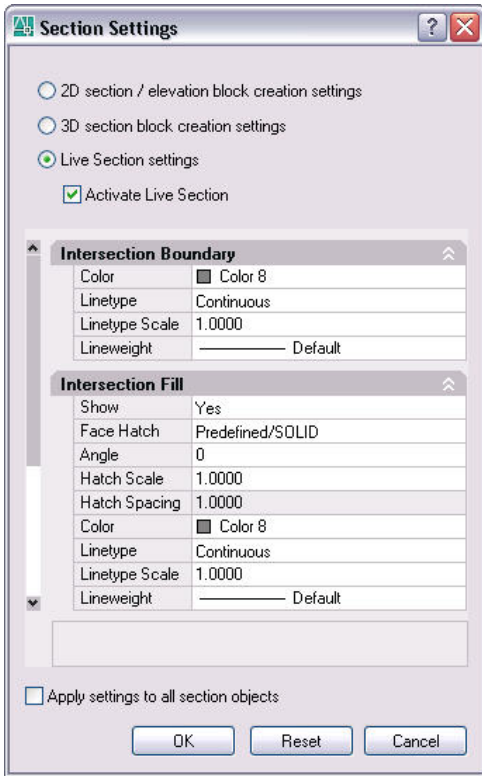 Section Settings
?
2D section / elevation block creation settings
3D section block creation settings
Live Section settings
Activate Live Section
Intersection Boundary
Color Color 8
Linetype Continuous
Linetype Scale 1.0000
Lineweight Default
Intersection Fill
Show Yes
Face Hatch Predefined/SOLID
Angle 0
Hatch Scale 1.0000
Hatch Spacing 1.0000
Color Color 8
Linetype Continuous
Linetype Scale 1.0000
Lineweight Default
Apply settings to all section objects
OK Reset Cancel